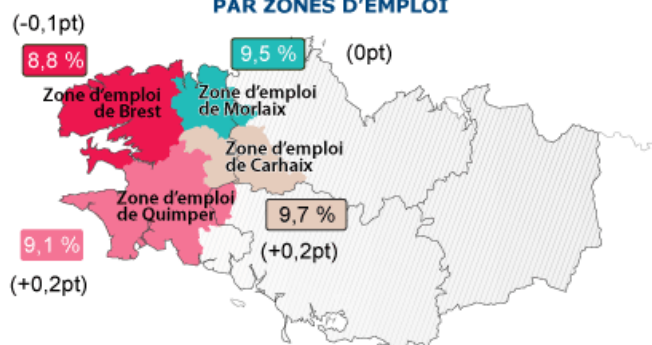 PAR ZONES D'EMPLOI
(-0,1pt)
8,8 %
9,5 %
(0pt)
Zone d'emploi
de Brest
Zone d'emploi
de Morlaix
Zone d'emploi
de Carhaix
Zone d'emploi
de Quimper
9,7 %
(+0,2pt)
9,1 %
(+0,2pt)